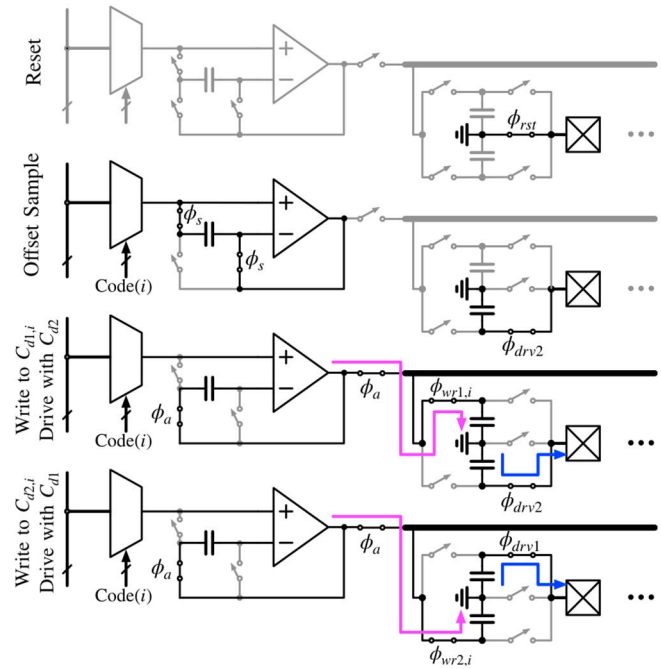 Reset
+
−
ϕrst
Offset Sample
ϕs
ϕs
+
−
Code(i)
ϕdrv2
Write to Cd1,i
Drive with Cd2
ϕa
+
−
ϕa
ϕwr1,i
Code(i)
ϕdrv2
Write to Cd2,i
Drive with Cd1
ϕa
+
−
ϕa
ϕdrv1
Code(i)
ϕwr2,i